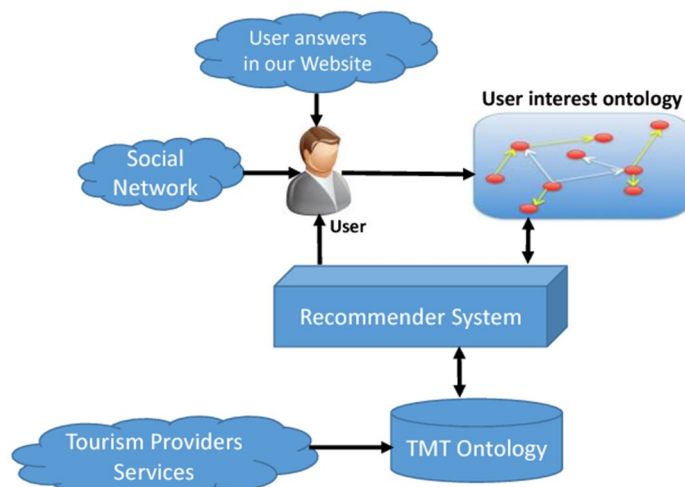 User answers
in our Website
User interest ontology
Social
Network
User
Recommender System
Tourism Providers
Services
TMT Ontology